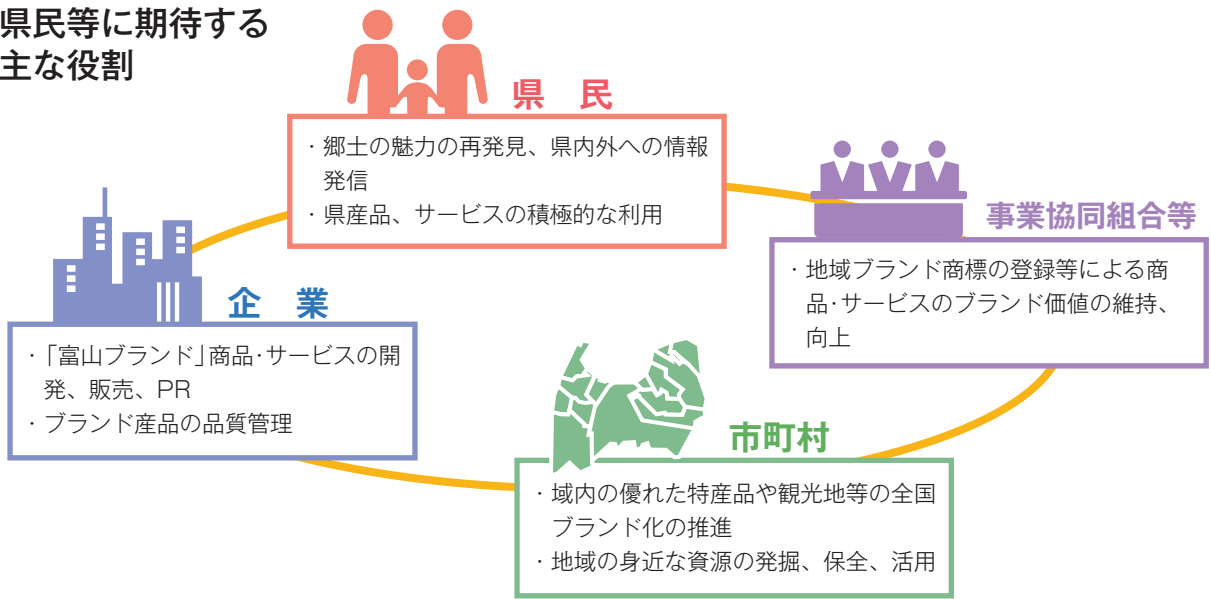 県民等に期待する
主な役割
県　民
・郷土の魅力の再発見、県内外への情報
発信
・県産品、サービスの積極的な利用
事業協同組合等
・地域ブランド商標の登録等による商
品・サービスのブランド価値の維持、
向上
企　業
・「富山ブランド」商品・サービスの開
発、販売、PR
・ブランド産品の品質管理
市町村
・域内の優れた特産品や観光地等の全国
ブランド化の推進
・地域の身近な資源の発掘、保全、活用